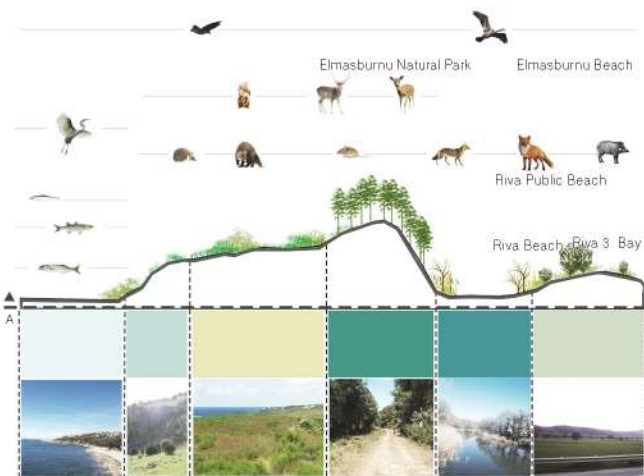 Elmasburnu Natural Park
Elmasburnu Beach
Riva Public Beach
Riva Beach
Riva 3. Bay
A